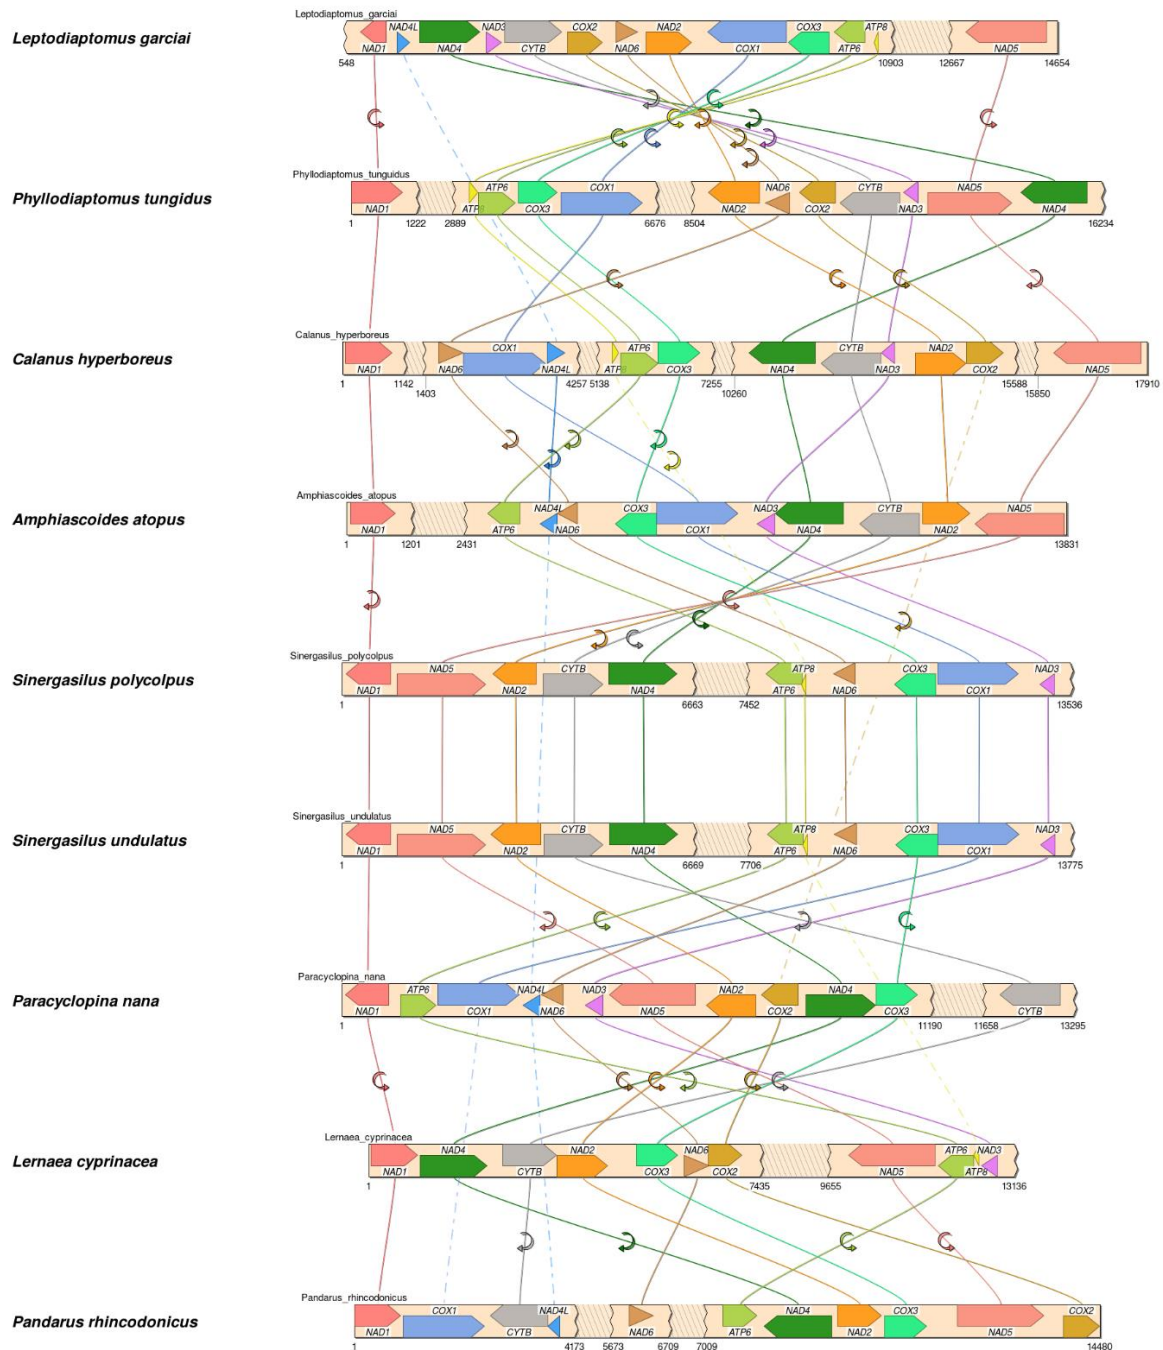 Leptodiaptomus garciai
Leptodiaptomus_garciai
NAD4L NAD3 COX2 NAD2 COX3 ATP8
NAD1 NAD4 CYTB NAD6 COX1 ATP6 NAD5
548 10903 12667 14654
Phyllodiaptomus tungidus
Phyllodiaptomus_tunguidus
ATP6 COX1 NAD6 CYTB NAD5
NAD1 COX3 NAD2 COX2 NAD3 NAD4
1 1222 2889 6676 8504 16234
Calanus hyperboreus
Calanus_hyperboreus
COX1 ATP6 CYTB NAD2
NAD1 NAD6 NAD4L COX3 NAD4 NAD3 COX2 NAD5
1 1142 1403 4257 5138 7255 10260 15588 15850 17910
Amphiascoides atopus
Amphiascoides_atopus
NAD4L COX3 NAD3 CYTB NAD5
NAD1 ATP6 NAD6 COX1 NAD4 NAD2
1 1201 2431 13831
Sinergasilus polycolpus
Sinergasilus_polycolpus
NAD5 CYTB ATP8 COX3 NAD3
NAD1 NAD2 NAD4 ATP6 NAD6 COX1
1 6663 7452 13536
Sinergasilus undulatus
Sinergasilus_undulatus
NAD5 CYTB ATP8 COX3 NAD3
NAD1 NAD2 NAD4 ATP6 NAD6 COX1
1 6669 7706 13775
Paracyclopina nana
Paracyclopina_nana
ATP6 NAD4L NAD3 NAD2 NAD4
NAD1 COX1 NAD6 NAD5 COX2 COX3 CYTB
1 11190 11658 13295
Lernaea cyprinacea
Lernaea_cyprinacea
NAD4 NAD2 NAD6 ATP6 NAD3
NAD1 CYTB COX3 COX2 NAD5 ATP8
1 7435 9655 13136
Pandarus rhincodonicus
Pandarus_rhincodonicus
COX1 NAD4L NAD4 COX3 COX2
NAD1 CYTB NAD6 ATP6 NAD2 NAD5
1 4173 5673 6709 7009 14480